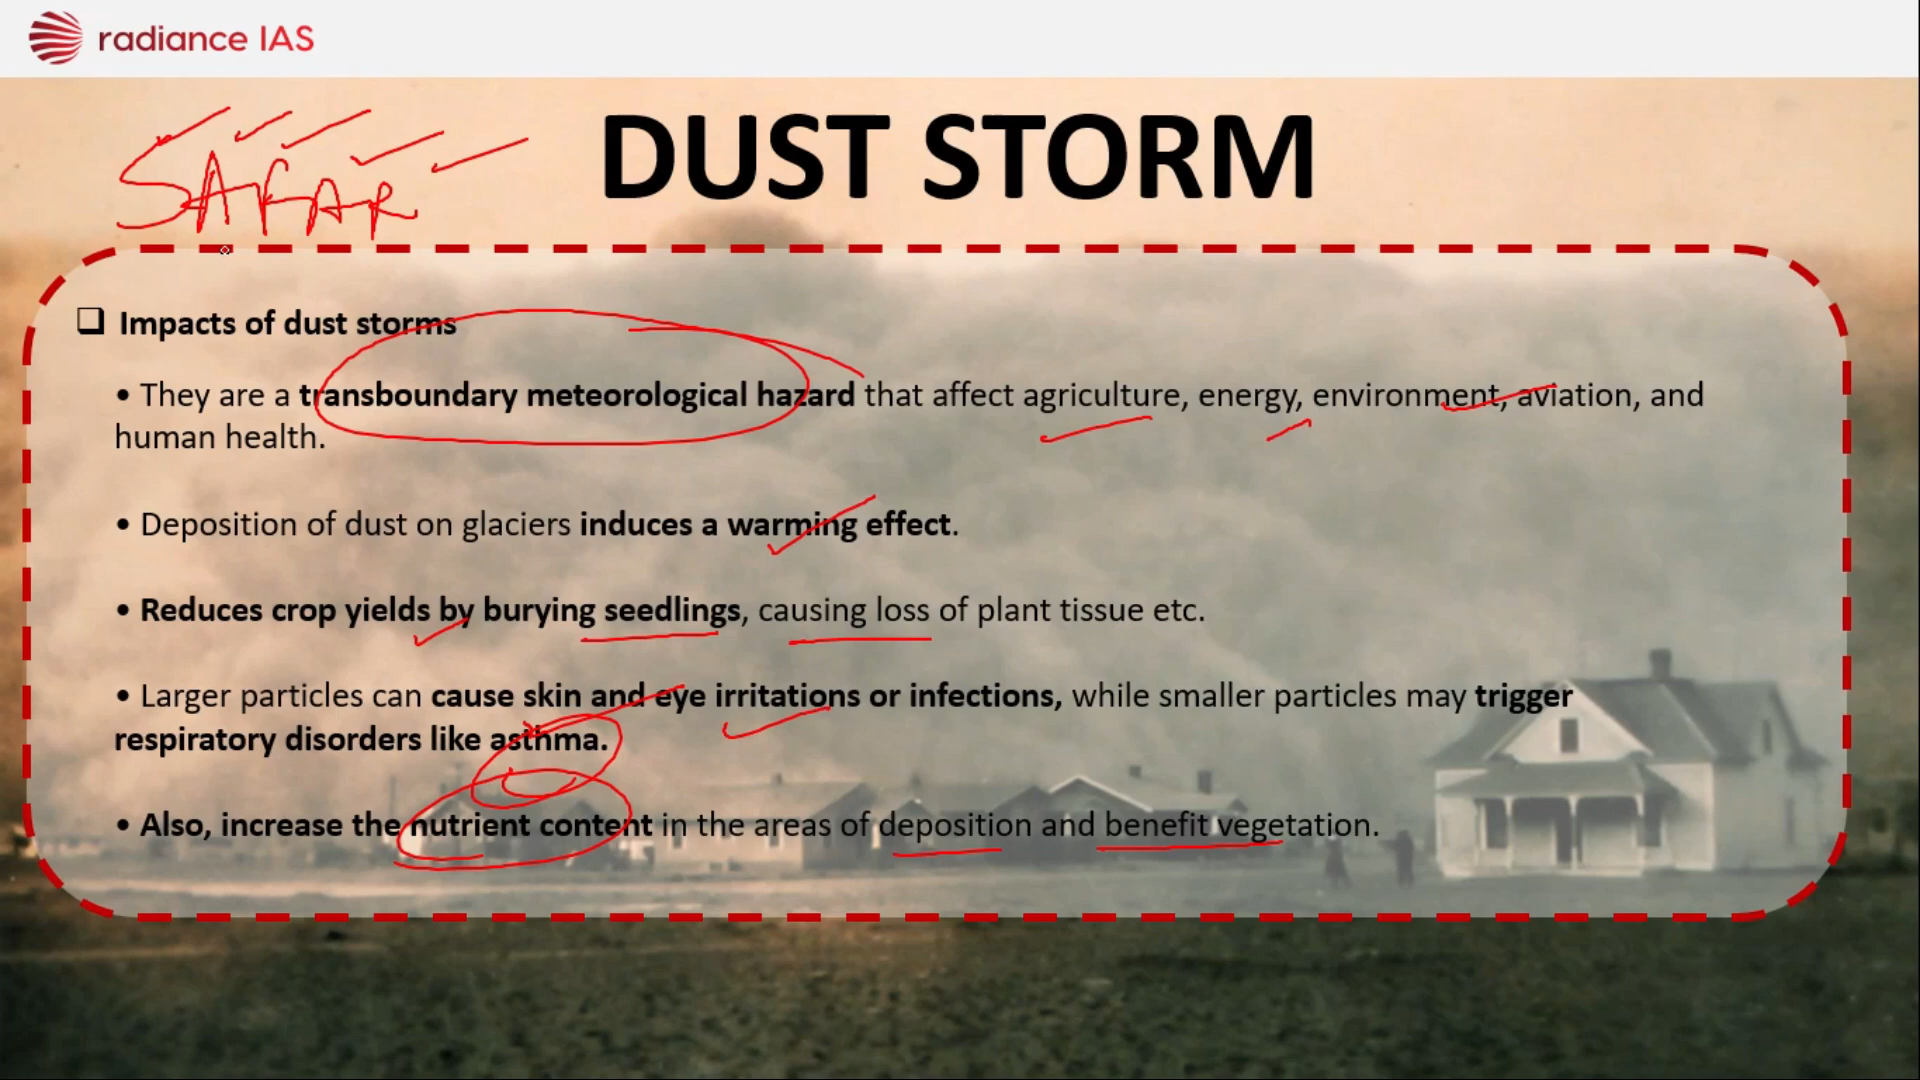 radiance IAS
SAFAR
DUST STORM
❑ Impacts of dust storms
• They are a transboundary meteorological hazard that affect agriculture, energy, environment, aviation, and
human health.
• Deposition of dust on glaciers induces a warming effect.
• Reduces crop yields by burying seedlings, causing loss of plant tissue etc.
• Larger particles can cause skin and eye irritations or infections, while smaller particles may trigger
respiratory disorders like asthma.
• Also, increase the nutrient content in the areas of deposition and benefit vegetation.